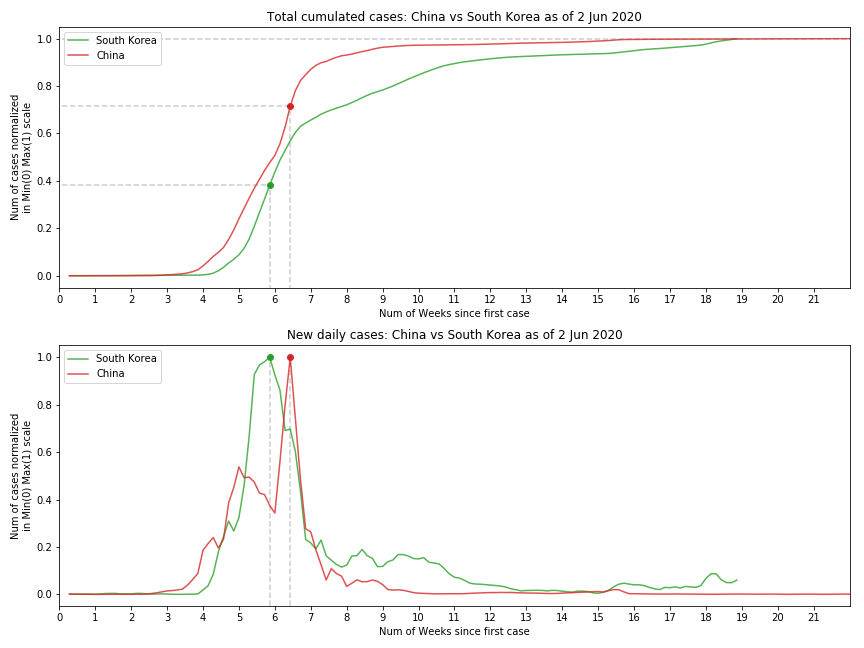 Total cumulated cases: China vs South Korea as of 2 Jun 2020
South Korea
China
Num of cases normalized
in Min(0) Max(1) scale
1.0
0.8
0.6
0.4
0.2
0.0
0 1 2 3 4 5 6 7 8 9 10 11 12 13 14 15 16 17 18 19 20 21
Num of Weeks since first case
New daily cases: China vs South Korea as of 2 Jun 2020
South Korea
China
Num of cases normalized
in Min(0) Max(1) scale
1.0
0.8
0.6
0.4
0.2
0.0
0 1 2 3 4 5 6 7 8 9 10 11 12 13 14 15 16 17 18 19 20 21
Num of Weeks since first case